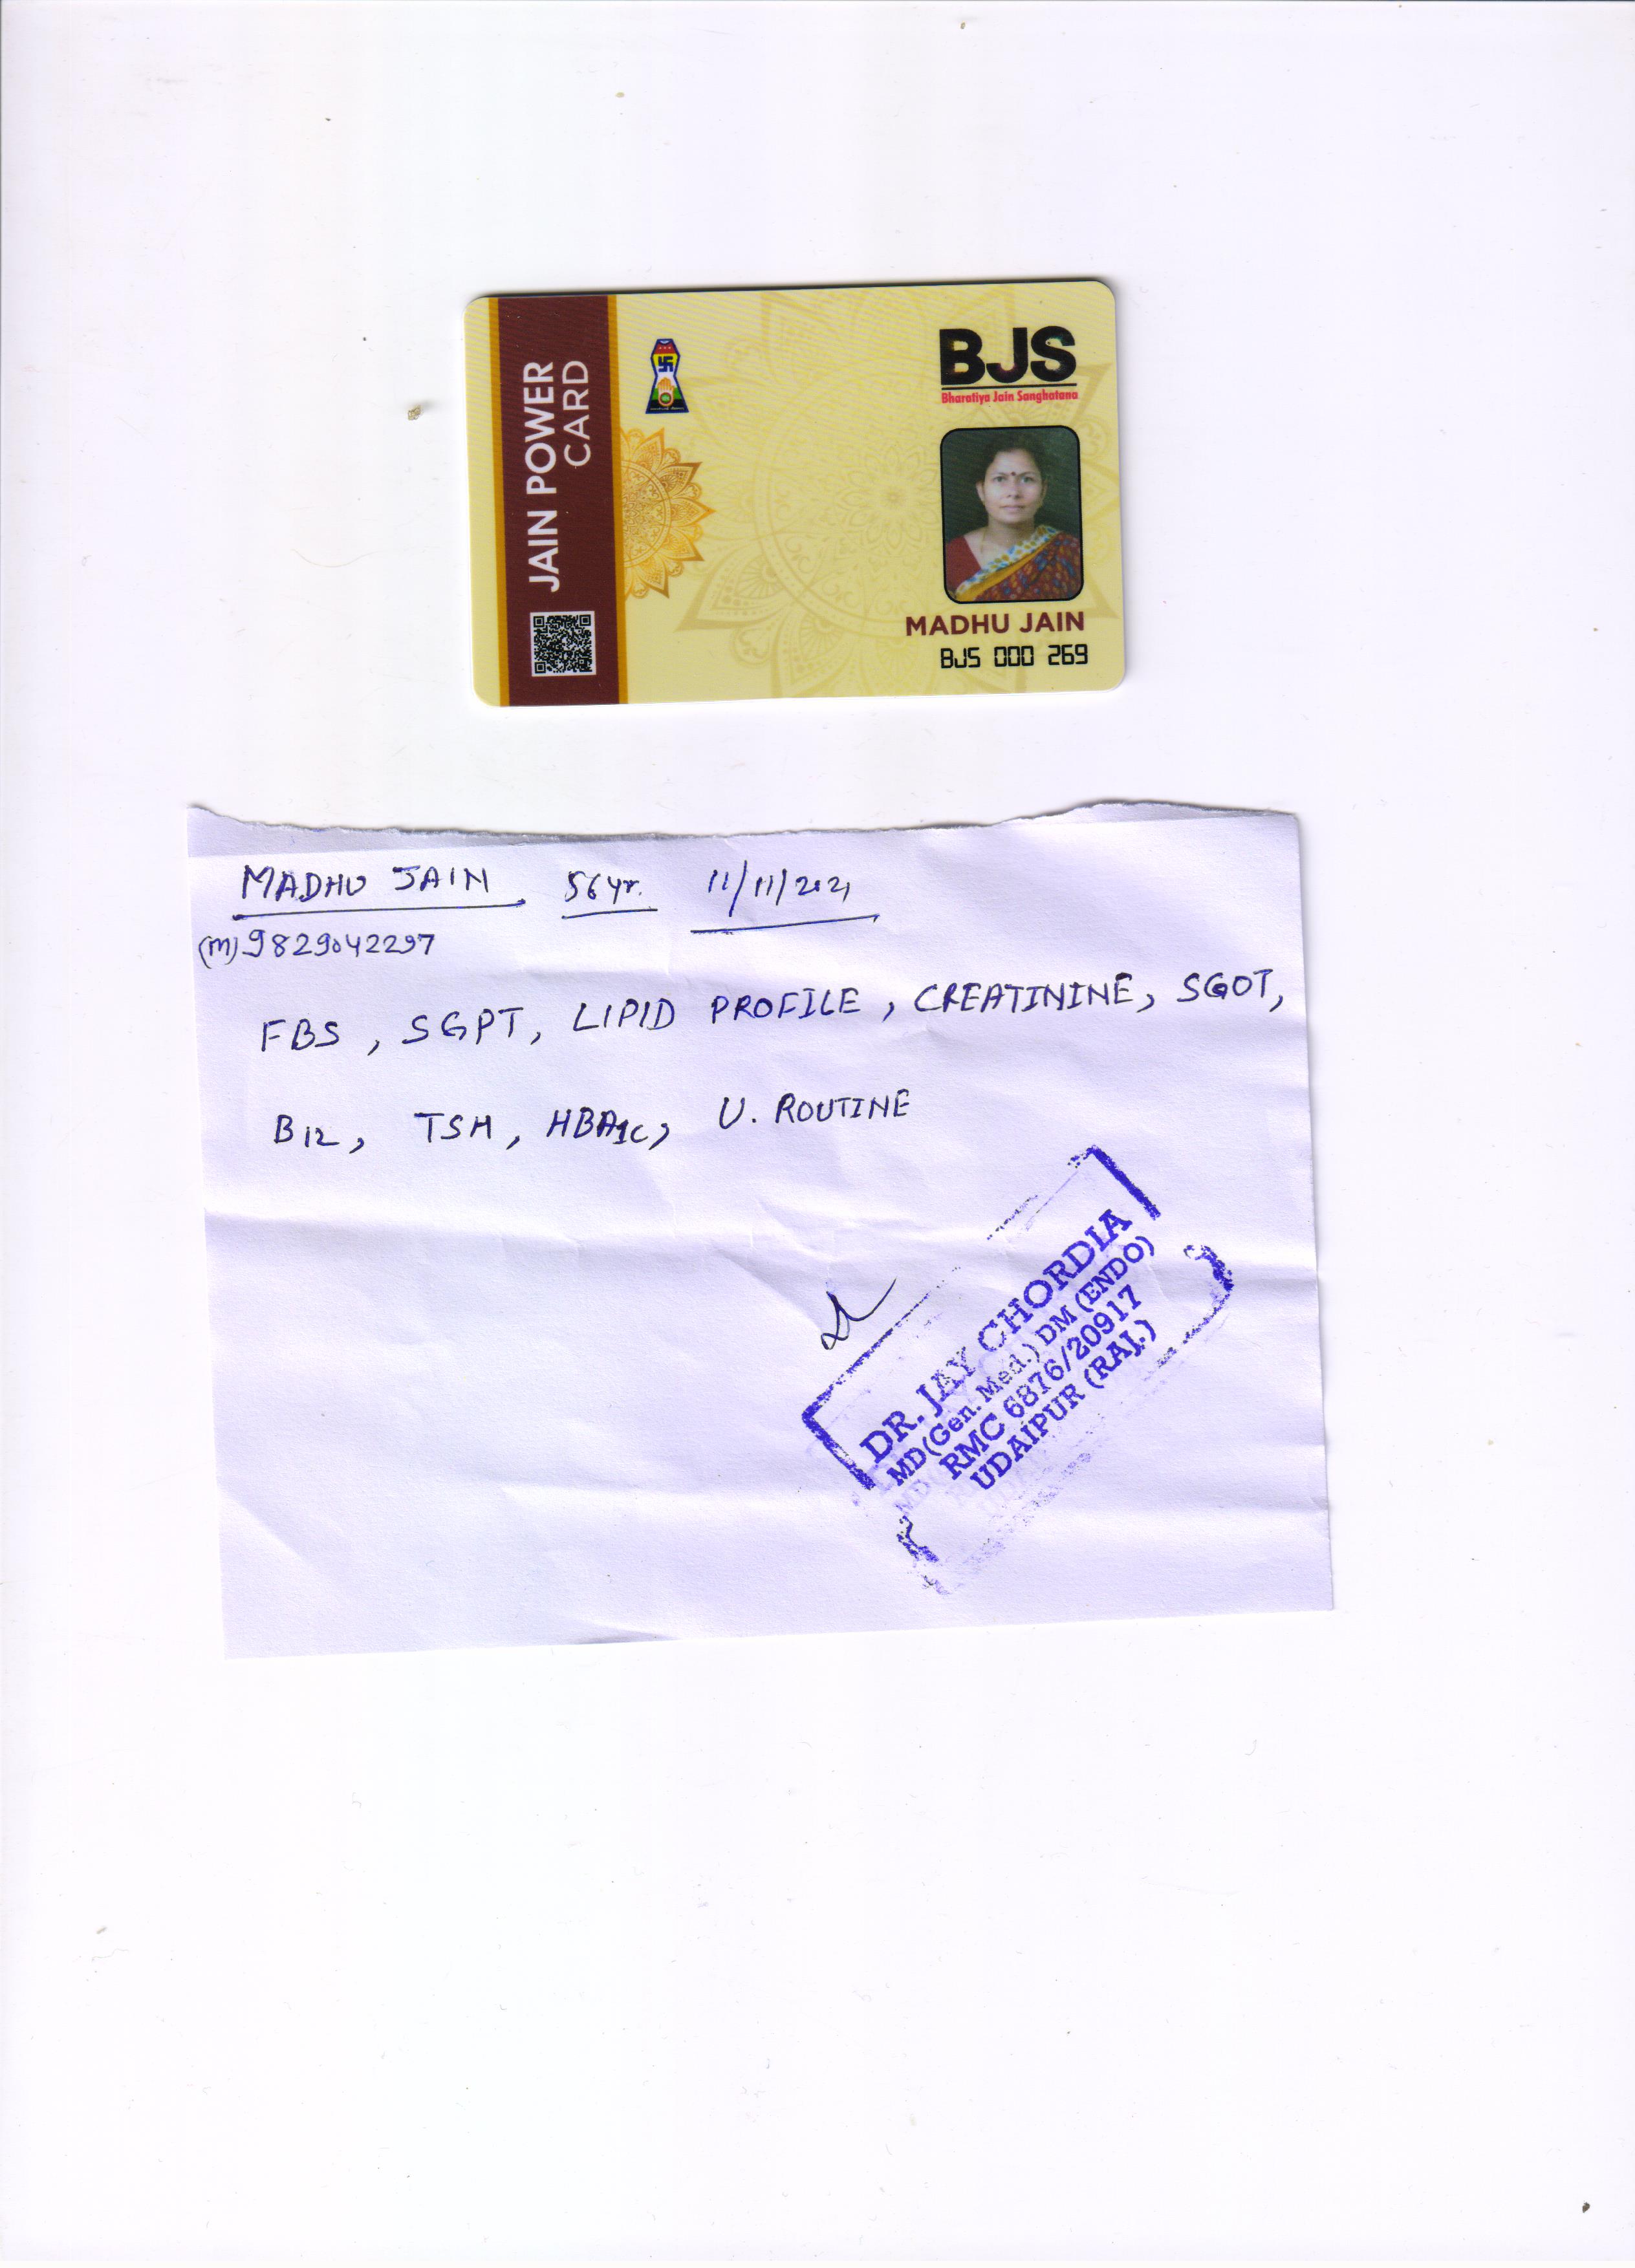 JAIN POWER
CARD
BJS
Bharatiya Jain Sanghatana
MADHU JAIN
BJS 000 269
MADHU JAIN 56 yr. 11/11/2021
(M) 9829042297
FBS, SGPT, LIPID PROFILE, CREATININE, SGOT,
B12, TSH, HBA1C, U. ROUTINE
DR. JAY CHORDIA
MD(Gen. Med.) DM (ENDO)
RMC 6876/20917
UDAIPUR (RAJ.)